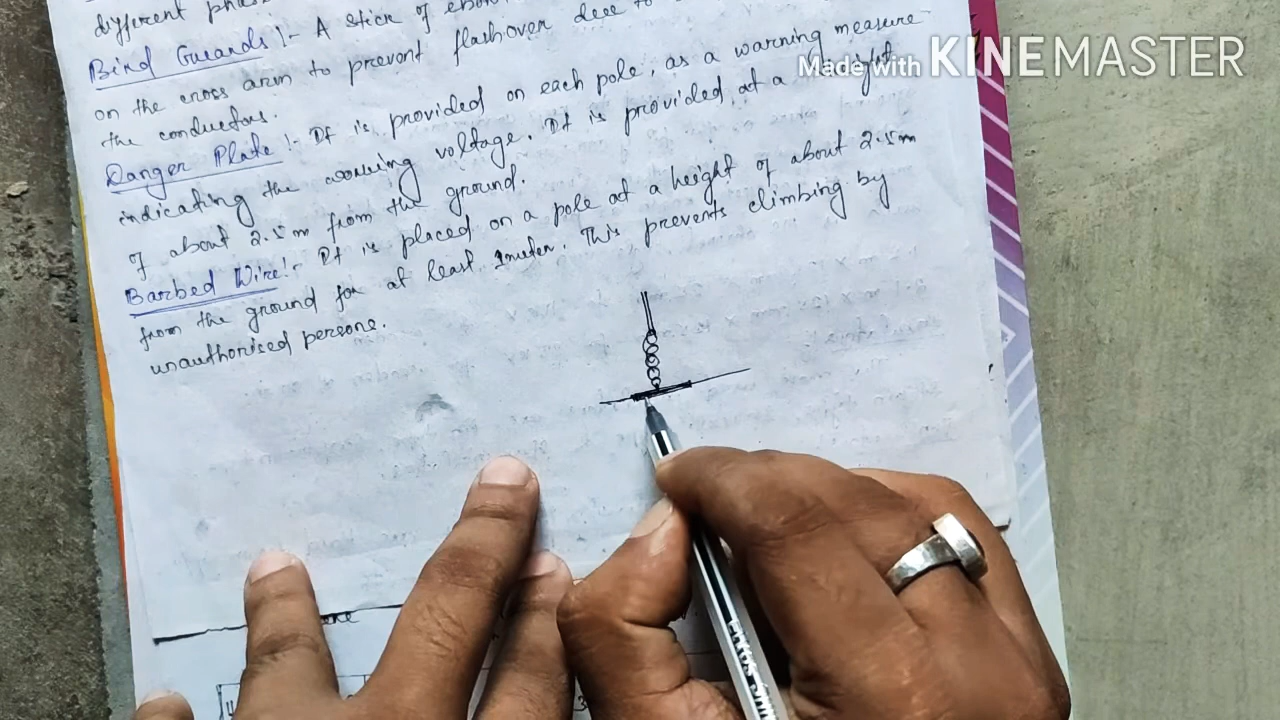 different phas
Bird Guards :- A stick of ebon
on the cross arm to prevent flashover due to
the conductors.
Danger Plate :- It is provided on each pole, as a warning measure
indicating the working voltage. It is provided at a height
of about 2.5m from the ground.
Barbed Wire :- It is placed on a pole at a height of about 2.5m
from the ground for at least 1meter. This prevents climbing by
unauthorised persons.
Made with KINEMASTER